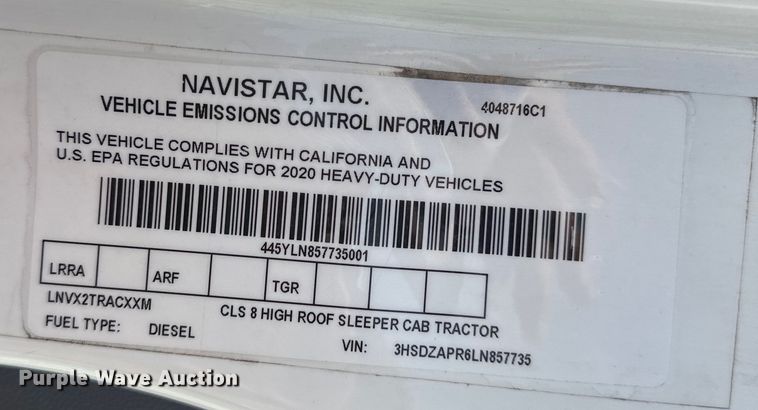 NAVISTAR, INC.
4048716C1
VEHICLE EMISSIONS CONTROL INFORMATION
THIS VEHICLE COMPLIES WITH CALIFORNIA AND
U.S. EPA REGULATIONS FOR 2020 HEAVY-DUTY VEHICLES
445YLN857735001
LRRA ARF TGR
LNVX2TRACXXM
CLS 8 HIGH ROOF SLEEPER CAB TRACTOR
FUEL TYPE: DIESEL
VIN: 3HSDZAPR6LN857735
Purple Wave Auction